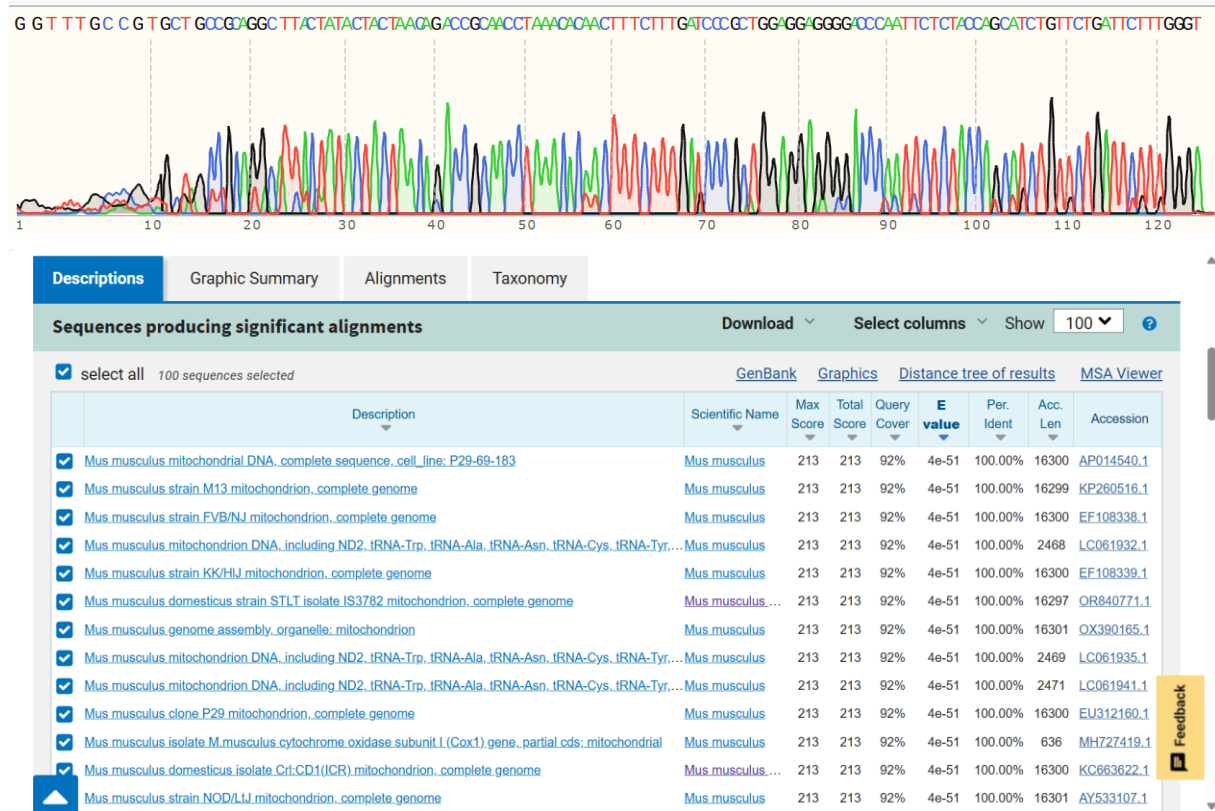 G G T T T G C C G T G C T G C C G C A G G C T T A C T A T A C T A C T A A C A G A C C G C A A C C T A A A C A C A A C T T T C T T T G A T C C C G C T G G A G G A G G G G A C C C A A T T C T C T A C C A G C A T C T G T T C T G A T T C T T T G G G T
1 10 20 30 40 50 60 70 80 90 100 110 120
Descriptions Graphic Summary Alignments Taxonomy
Sequences producing significant alignments Download Select columns Show 100 ?
select all 100 sequences selected GenBank Graphics Distance tree of results MSA Viewer
Description Scientific Name Max Score Total Score Query Cover E value Per. Ident Acc. Len Accession
Mus musculus mitochondrial DNA, complete sequence, cell_line: P29-69-183 Mus musculus 213 213 92% 4e-51 100.00% 16300 AP014540.1
Mus musculus strain M13 mitochondrion, complete genome Mus musculus 213 213 92% 4e-51 100.00% 16299 KP260516.1
Mus musculus strain FVB/NJ mitochondrion, complete genome Mus musculus 213 213 92% 4e-51 100.00% 16300 EF108338.1
Mus musculus mitochondrion DNA, including ND2, tRNA-Trp, tRNA-Ala, tRNA-Asn, tRNA-Cys, tRNA-Tyr,... Mus musculus 213 213 92% 4e-51 100.00% 2468 LC061932.1
Mus musculus strain KK/HlJ mitochondrion, complete genome Mus musculus 213 213 92% 4e-51 100.00% 16300 EF108339.1
Mus musculus domesticus strain STLT isolate IS3782 mitochondrion, complete genome Mus musculus ... 213 213 92% 4e-51 100.00% 16297 OR840771.1
Mus musculus genome assembly, organelle: mitochondrion Mus musculus 213 213 92% 4e-51 100.00% 16301 OX390165.1
Mus musculus mitochondrion DNA, including ND2, tRNA-Trp, tRNA-Ala, tRNA-Asn, tRNA-Cys, tRNA-Tyr,... Mus musculus 213 213 92% 4e-51 100.00% 2469 LC061935.1
Mus musculus mitochondrion DNA, including ND2, tRNA-Trp, tRNA-Ala, tRNA-Asn, tRNA-Cys, tRNA-Tyr,... Mus musculus 213 213 92% 4e-51 100.00% 2471 LC061941.1
Mus musculus clone P29 mitochondrion, complete genome Mus musculus 213 213 92% 4e-51 100.00% 16300 EU312160.1
Mus musculus isolate M.musculus cytochrome oxidase subunit I (Cox1) gene, partial cds; mitochondrial Mus musculus 213 213 92% 4e-51 100.00% 636 MH727419.1
Mus musculus domesticus isolate Crl:CD1(ICR) mitochondrion, complete genome Mus musculus ... 213 213 92% 4e-51 100.00% 16300 KC663622.1
Mus musculus strain NOD/LtJ mitochondrion, complete genome Mus musculus 213 213 92% 4e-51 100.00% 16301 AY533107.1
Feedback